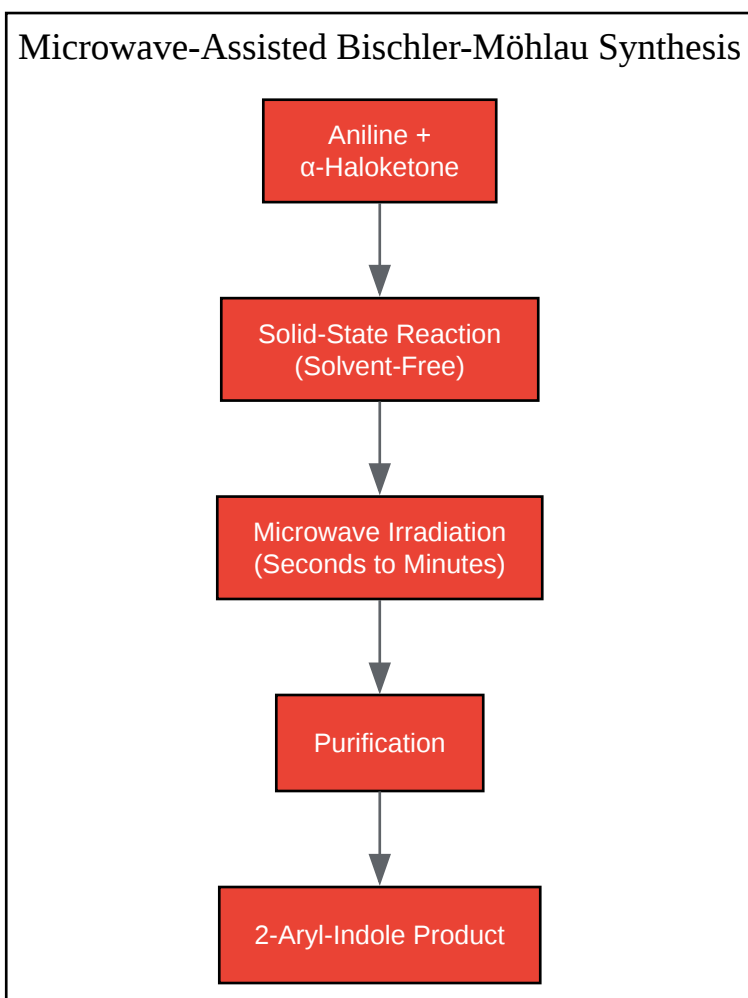 Microwave-Assisted Bischler-Möhlau Synthesis
Aniline +
α-Haloketone
Solid-State Reaction
(Solvent-Free)
Microwave Irradiation
(Seconds to Minutes)
Purification
2-Aryl-Indole Product